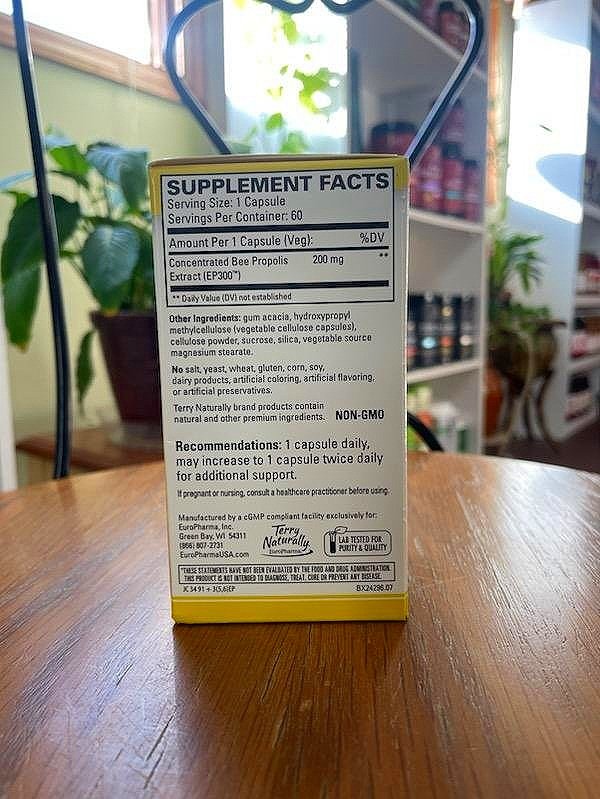 SUPPLEMENT FACTS
Serving Size: 1 Capsule
Servings Per Container: 60
Amount Per 1 Capsule (Veg): %DV
Concentrated Bee Propolis 200 mg **
Extract (EP300™)
** Daily Value (DV) not established
Other Ingredients: gum acacia, hydroxypropyl
methylcellulose (vegetable cellulose capsules),
cellulose powder, sucrose, silica, vegetable source
magnesium stearate.
No salt, yeast, wheat, gluten, corn, soy,
dairy products, artificial coloring, artificial flavoring,
or artificial preservatives.
Terry Naturally brand products contain
natural and other premium ingredients. NON-GMO
Recommendations: 1 capsule daily,
may increase to 1 capsule twice daily
for additional support.
If pregnant or nursing, consult a healthcare practitioner before using.
Manufactured by a cGMP compliant facility exclusively for:
EuroPharma, Inc.
Green Bay, WI 54311
(866) 807-2731
EuroPharmaUSA.com
Terry
Naturally
EuroPharma
LAB TESTED FOR
PURITY & QUALITY
*THESE STATEMENTS HAVE NOT BEEN EVALUATED BY THE FOOD AND DRUG ADMINISTRATION.
THIS PRODUCT IS NOT INTENDED TO DIAGNOSE, TREAT, CURE OR PREVENT ANY DISEASE.
BX24296.07